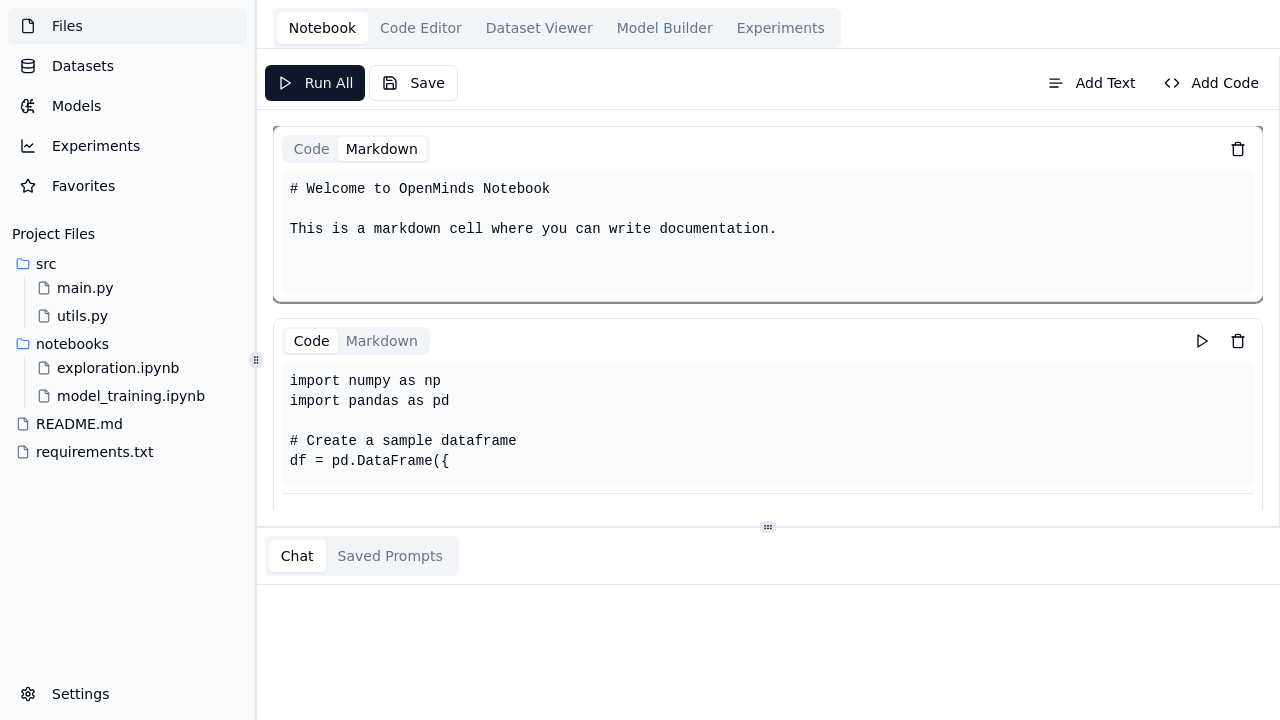 Files
Datasets
Models
Experiments
Favorites
Project Files
src
main.py
utils.py
notebooks
exploration.ipynb
model_training.ipynb
README.md
requirements.txt
Settings
Notebook Code Editor Dataset Viewer Model Builder Experiments
Run All Save Add Text Add Code
Code Markdown
# Welcome to OpenMinds Notebook
This is a markdown cell where you can write documentation.
Code Markdown
import numpy as np
import pandas as pd
# Create a sample dataframe
df = pd.DataFrame({
Chat Saved Prompts